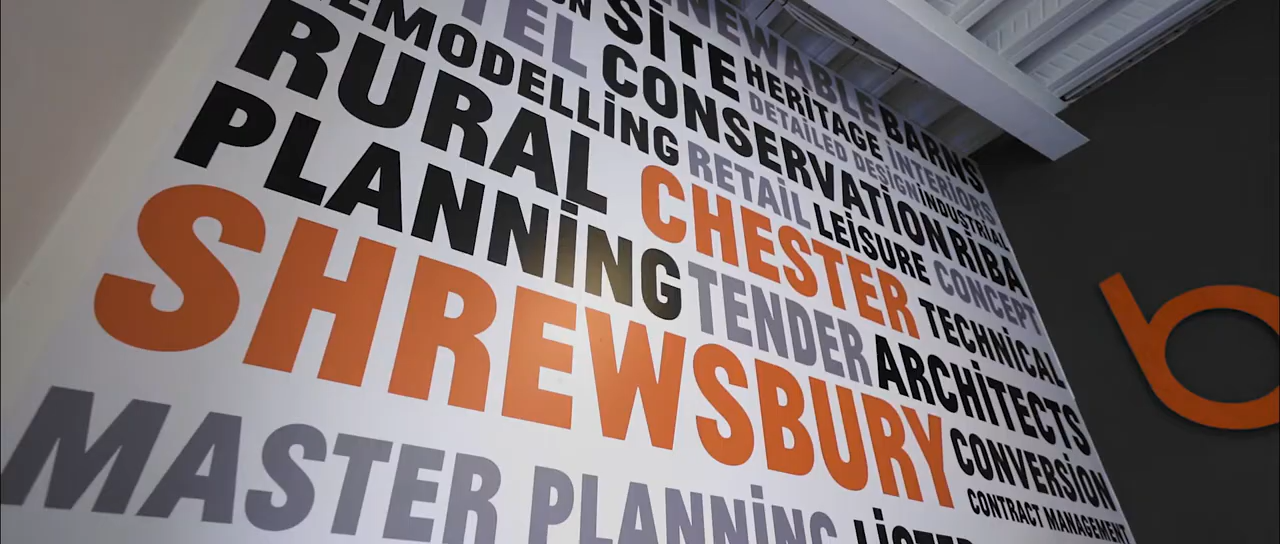 RENEWABLE BARNS
SITE HERITAGE INTERIORS
DETAILED DESIGN INDUSTRIAL
CONSERVATION RIBA
REMODELLING RETAIL LEISURE CONCEPT
RURAL CHESTER TECHNICAL
PLANNING TENDER ARCHITECTS
SHREWSBURY CONVERSION
CONTRACT MANAGEMENT
MASTER PLANNING
b